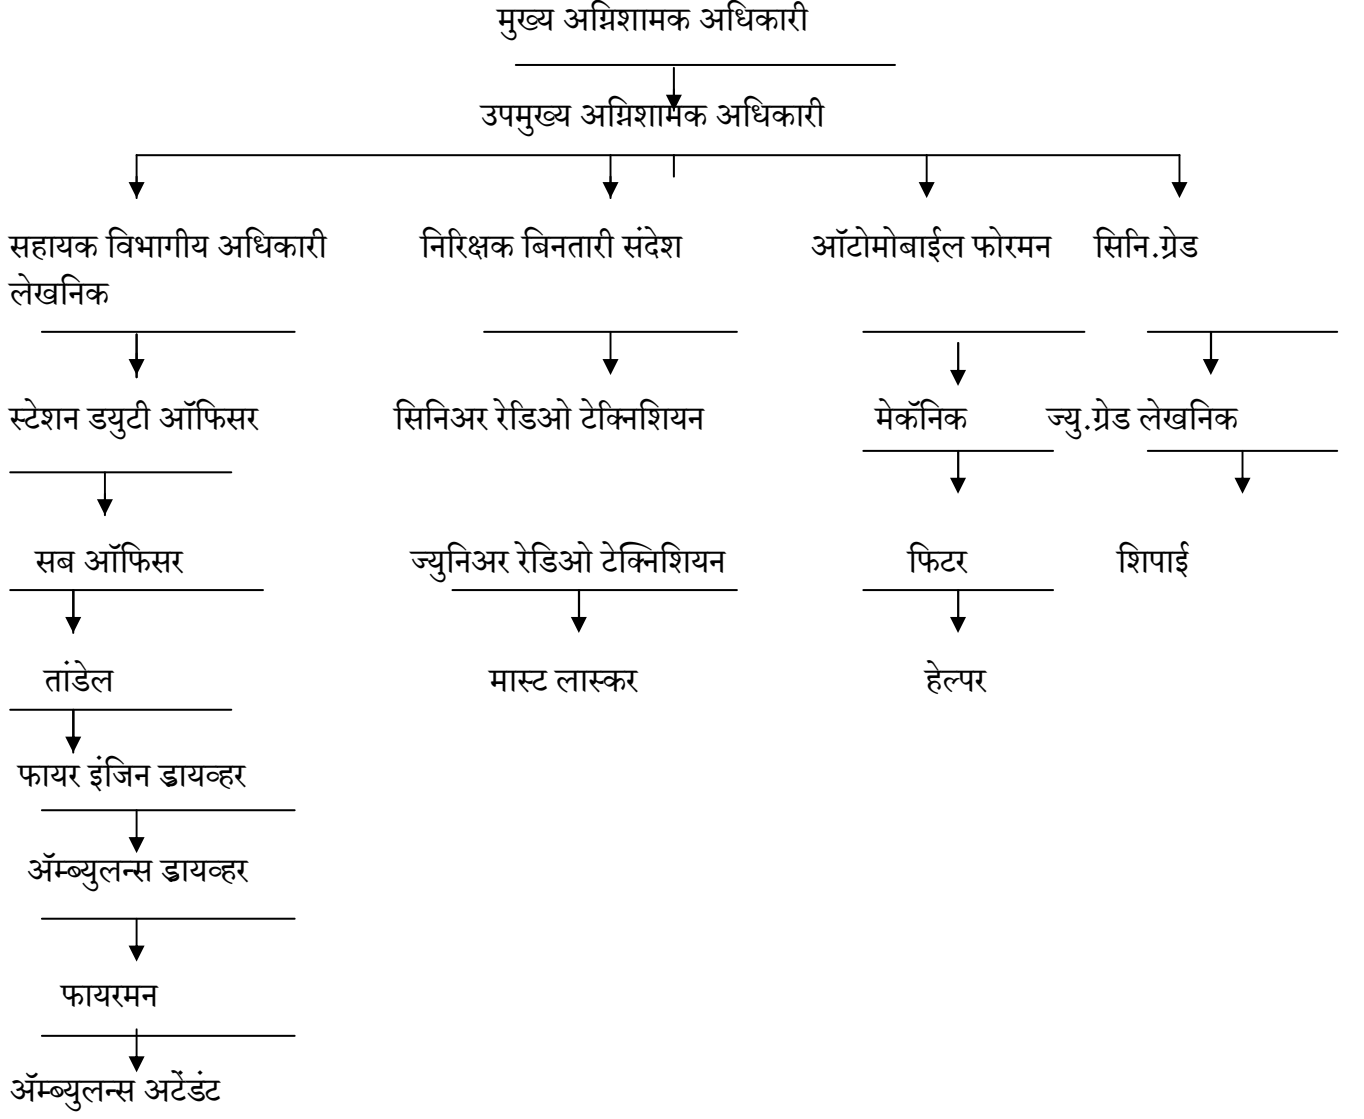 मुख्य अग्निशामक अधिकारी
उपमुख्य अग्निशामक अधिकारी
सहायक विभागीय अधिकारी निरिक्षक बिनतारी संदेश ऑटोमोबाईल फोरमन सिनि.ग्रेड
लेखनिक
स्टेशन डयुटी ऑफिसर सिनिअर रेडिओ टेक्निशियन मेकॅनिक ज्यु.ग्रेड लेखनिक
सब ऑफिसर ज्युनिअर रेडिओ टेक्निशियन फिटर शिपाई
तांडेल मास्ट लास्कर हेल्पर
फायर इंजिन ड्रायव्हर
ॲम्ब्युलन्स ड्रायव्हर
फायरमन
ॲम्ब्युलन्स अटेंडंट